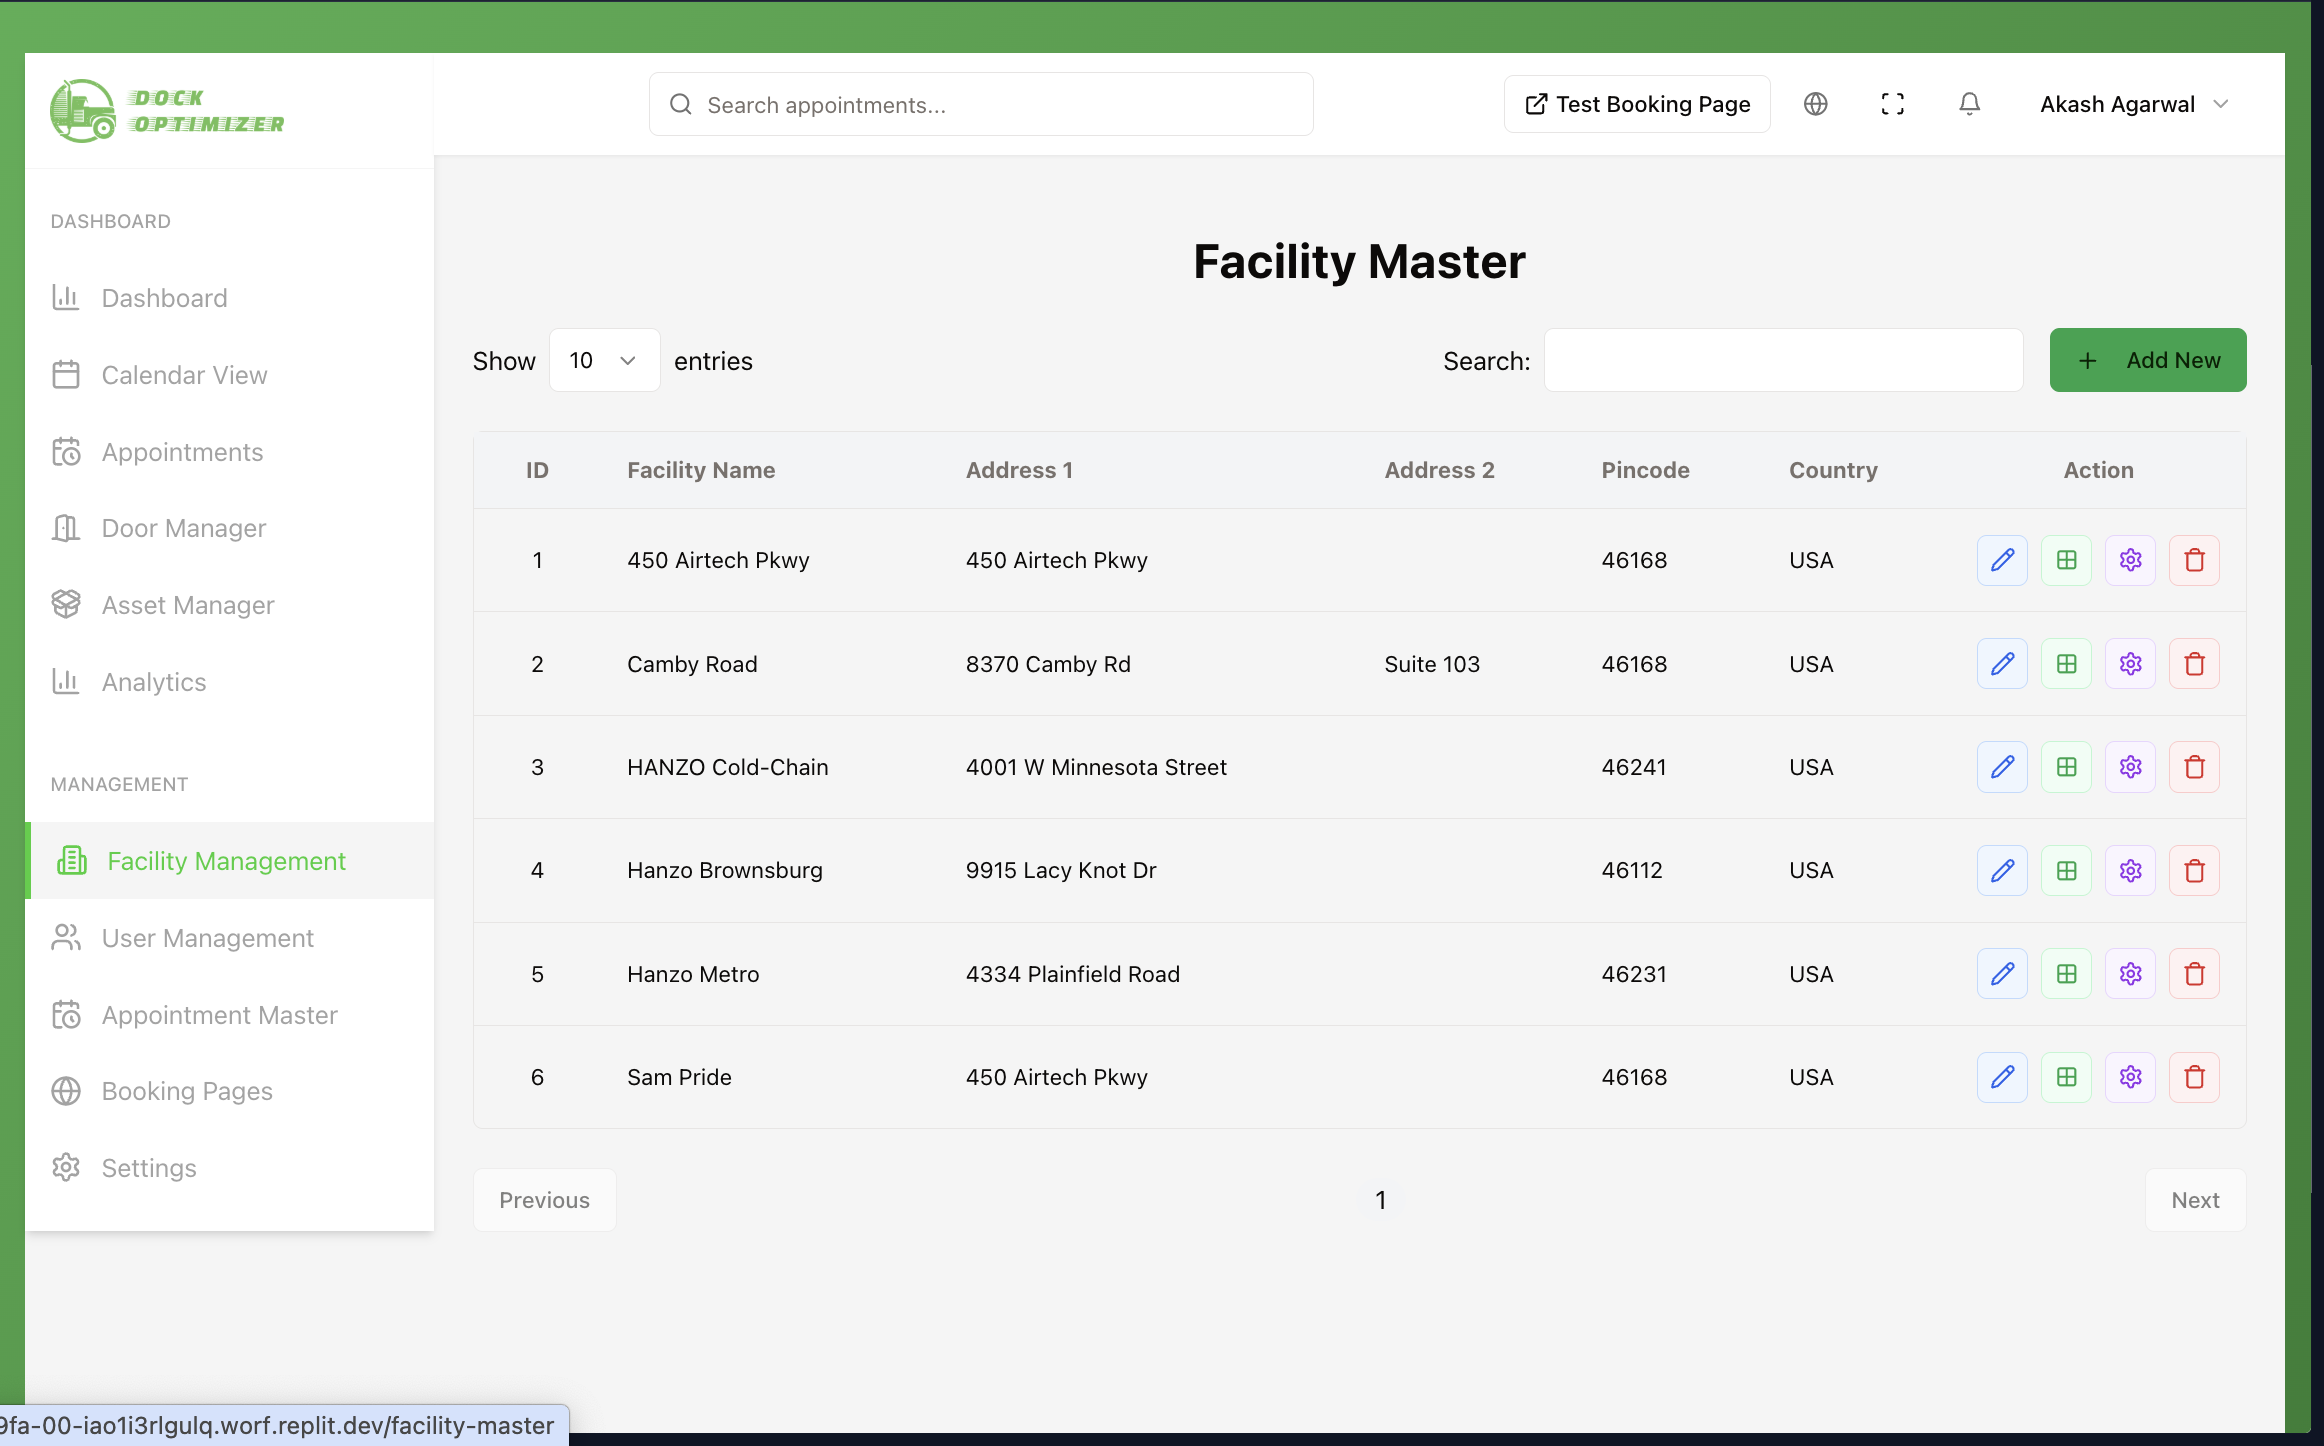 DOCK
OPTIMIZER
Search appointments...
Test Booking Page
Akash Agarwal
DASHBOARD
Dashboard
Calendar View
Appointments
Door Manager
Asset Manager
Analytics
MANAGEMENT
Facility Management
User Management
Appointment Master
Booking Pages
Settings
Facility Master
Show 10 entries
Search:
+ Add New
ID Facility Name Address 1 Address 2 Pincode Country Action
1 450 Airtech Pkwy 450 Airtech Pkwy 46168 USA
2 Camby Road 8370 Camby Rd Suite 103 46168 USA
3 HANZO Cold-Chain 4001 W Minnesota Street 46241 USA
4 Hanzo Brownsburg 9915 Lacy Knot Dr 46112 USA
5 Hanzo Metro 4334 Plainfield Road 46231 USA
6 Sam Pride 450 Airtech Pkwy 46168 USA
Previous 1 Next
9fa-00-iao1i3rlgulq.worf.replit.dev/facility-master